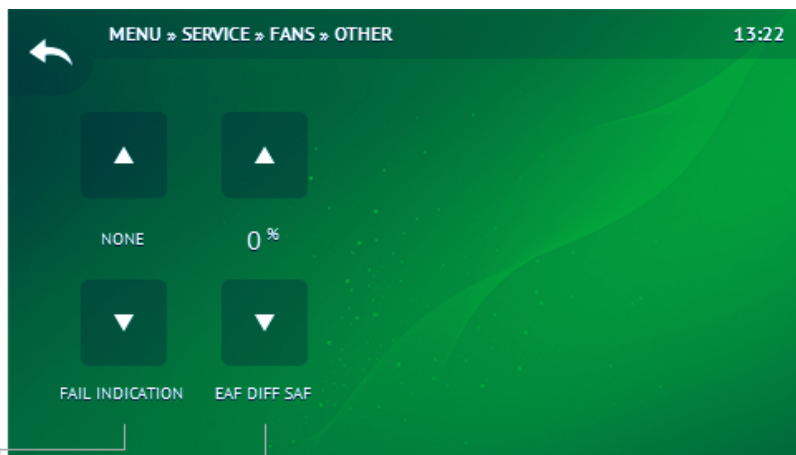 MENU » SERVICE » FANS » OTHER 13:22
NONE 0 %
FAIL INDICATION EAF DIFF SAF